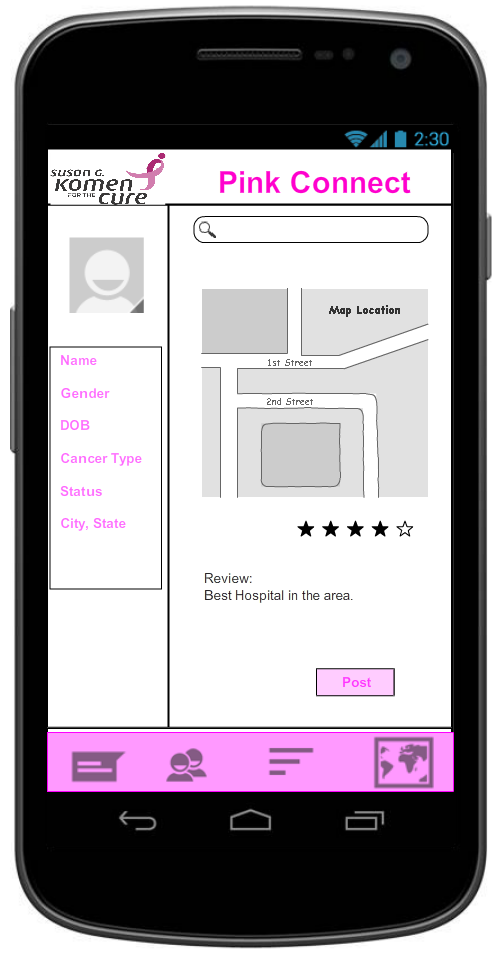 2:30
SUSAN G.
Komen
FOR THE
cure
Pink Connect
Name
Gender
DOB
Cancer Type
Status
City, State
Map Location
1st Street
2nd Street
Review:
Best Hospital in the area.
Post